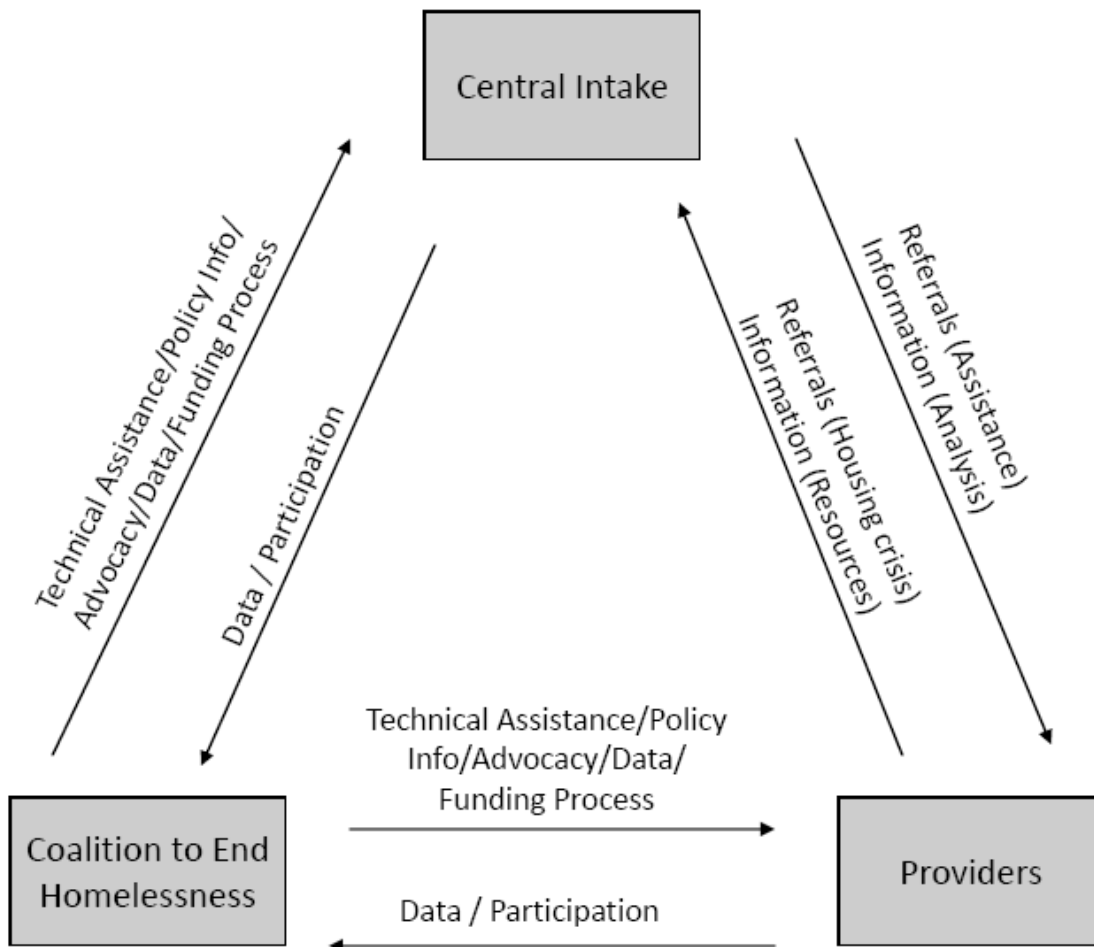 Central Intake
Technical Assistance/Policy Info/
Advocacy/Data/Funding Process
Data / Participation
Referrals (Housing crisis)
Information (Resources)
Referrals (Assistance)
Information (Analysis)
Technical Assistance/Policy
Info/Advocacy/Data/
Funding Process
Coalition to End
Homelessness
Providers
Data / Participation